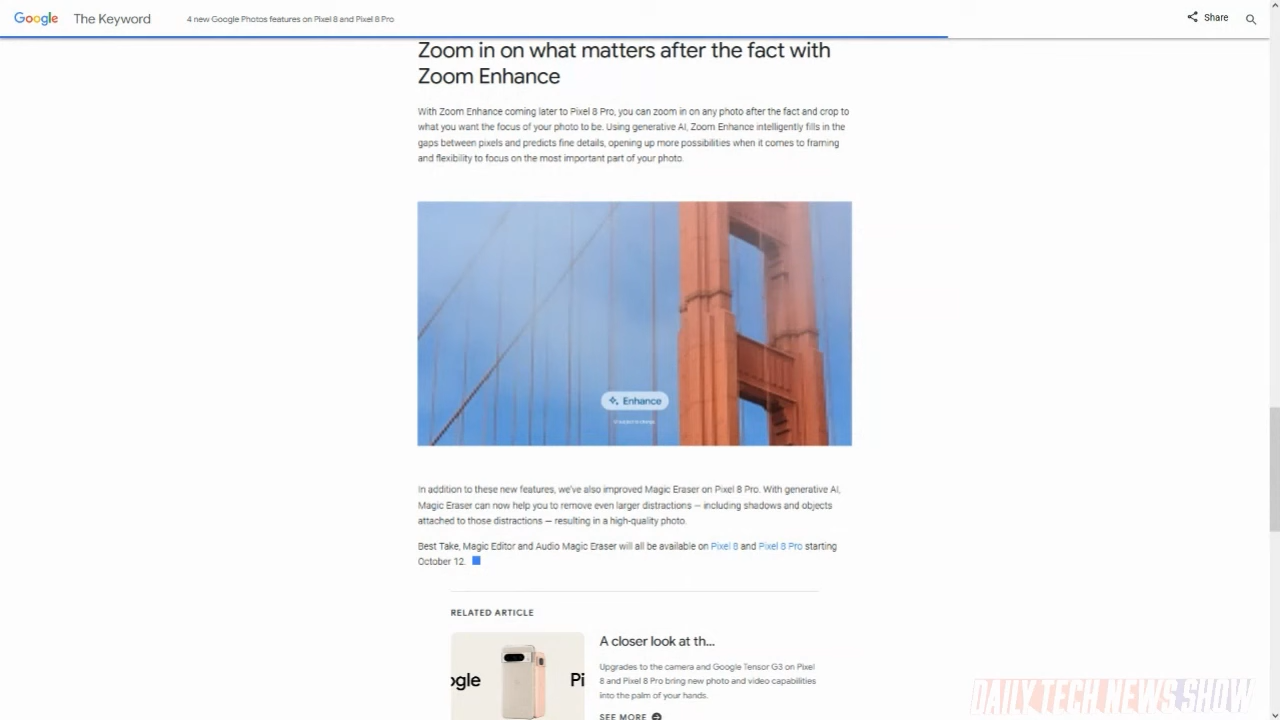 Google The Keyword 4 new Google Photos features on Pixel 8 and Pixel 8 Pro Share
Zoom in on what matters after the fact with
Zoom Enhance
With Zoom Enhance coming later to Pixel 8 Pro, you can zoom in on any photo after the fact and crop to
what you want the focus of your photo to be. Using generative AI, Zoom Enhance intelligently fills in the
gaps between pixels and predicts fine details, opening up more possibilities when it comes to framing
and flexibility to focus on the most important part of your photo.
Enhance
In addition to these new features, we've also improved Magic Eraser on Pixel 8 Pro. With generative AI,
Magic Eraser can now help you to remove even larger distractions — including shadows and objects
attached to those distractions — resulting in a high-quality photo.
Best Take, Magic Editor and Audio Magic Eraser will all be available on Pixel 8 and Pixel 8 Pro starting
October 12.
RELATED ARTICLE
ogle Pi
A closer look at th...
Upgrades to the camera and Google Tensor G3 on Pixel
8 and Pixel 8 Pro bring new photo and video capabilities
into the palm of your hands.
SEE MORE
DAILY TECH NEWS SHOW